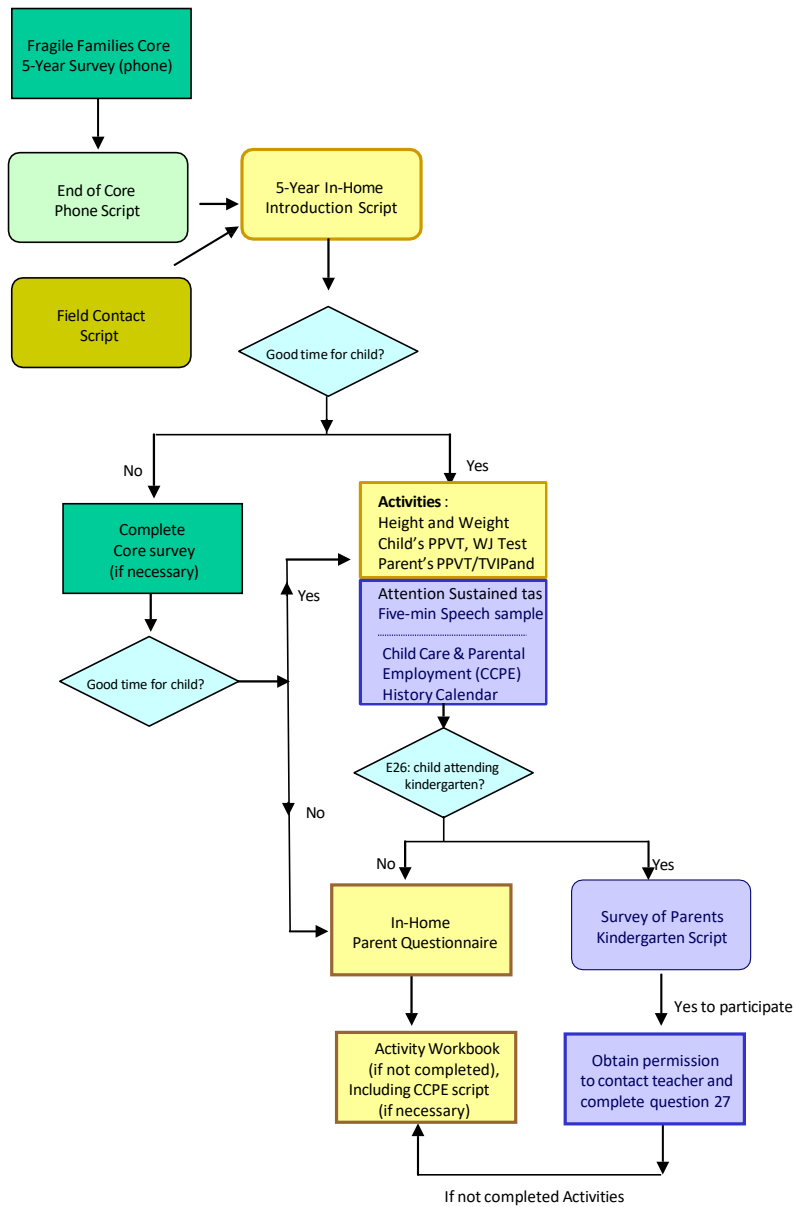 Fragile Families Core
5-Year Survey (phone)
End of Core
Phone Script
5-Year In-Home
Introduction Script
Field Contact
Script
Good time for child?
No
Yes
Complete
Core survey
(if necessary)
Activities :
Height and Weight
Child's PPVT, WJ Test
Parent's PPVT/TVIPand
Attention Sustained tas
Five-min Speech sample
Child Care & Parental
Employment (CCPE)
History Calendar
Yes
Good time for child?
No
E26: child attending
kindergarten?
No
Yes
In-Home
Parent Questionnaire
Survey of Parents
Kindergarten Script
Yes to participate
Activity Workbook
(if not completed),
Including CCPE script
(if necessary)
Obtain permission
to contact teacher and
complete question 27
If not completed Activities